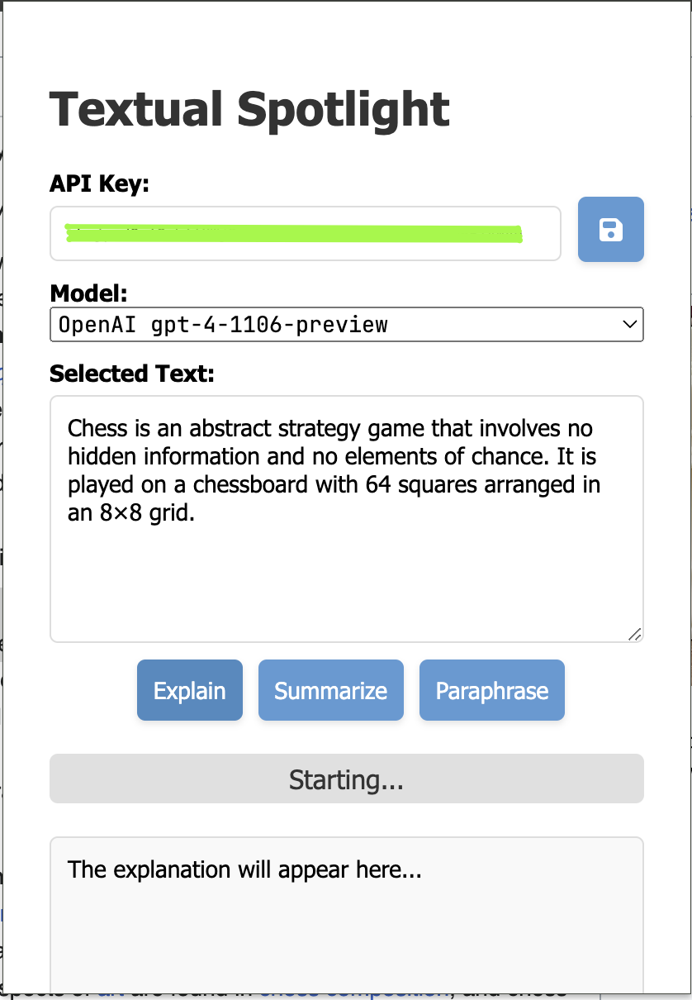 Textual Spotlight
API Key:
Model:
OpenAI gpt-4-1106-preview
Selected Text:
Chess is an abstract strategy game that involves no
hidden information and no elements of chance. It is
played on a chessboard with 64 squares arranged in
an 8×8 grid.
Explain
Summarize
Paraphrase
Starting...
The explanation will appear here...